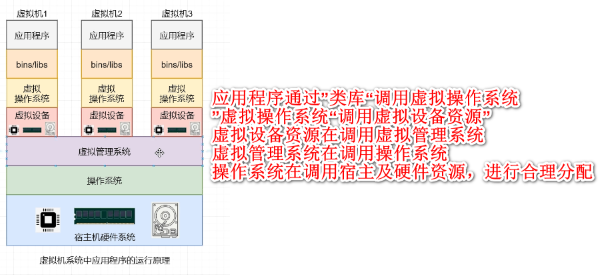 虚拟机1 虚拟机2 虚拟机3
应用程序 应用程序 应用程序
bins/libs bins/libs bins/libs
虚拟 虚拟 虚拟
操作系统 操作系统 操作系统
虚拟设备 虚拟设备 虚拟设备
虚拟管理系统
操作系统
宿主机硬件系统
虚拟机系统中应用程序的运行原理
应用程序通过”类库“调用虚拟操作系统
”虚拟操作系统“调用虚拟设备资源”
虚拟设备资源在调用虚拟管理系统
虚拟管理系统在调用操作系统
操作系统在调用宿主及硬件资源，进行合理分配